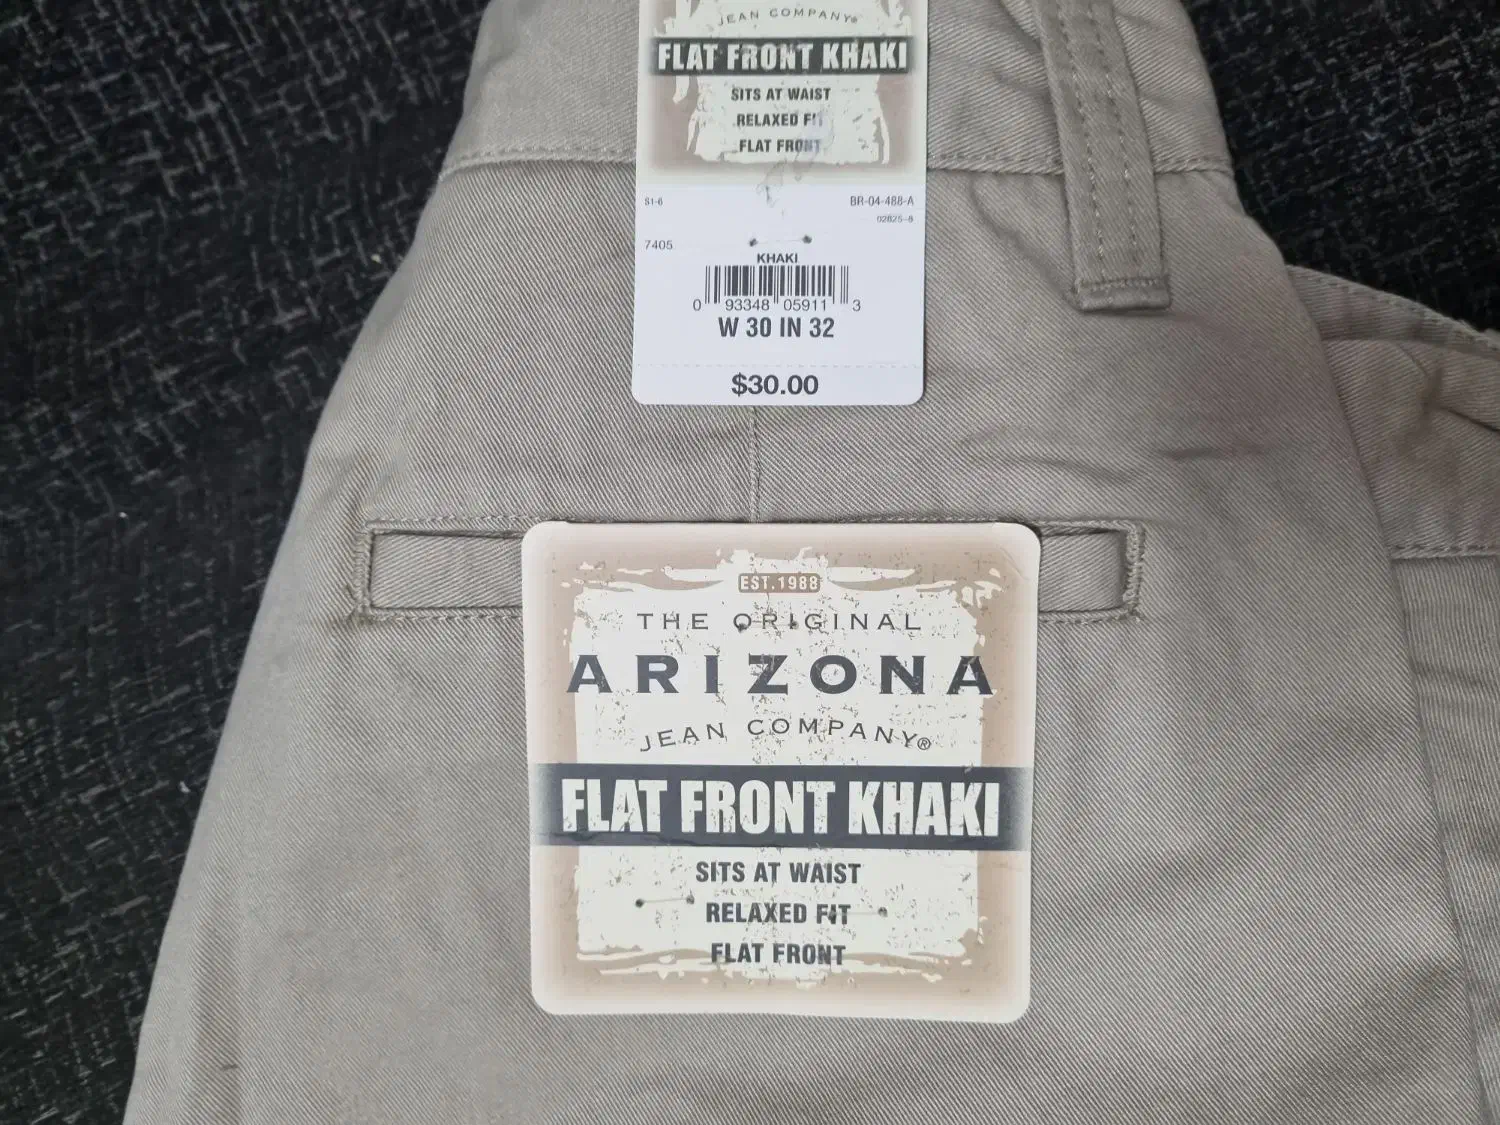 JEAN COMPANY®
FLAT FRONT KHAKI
SITS AT WAIST
RELAXED FIT
FLAT FRONT
S1-6 BR-04-488-A
02825-8
7405
KHAKI
0 93348 05911 3
W 30 IN 32
$30.00
EST.1988
THE ORIGINAL
ARIZONA
JEAN COMPANY®
FLAT FRONT KHAKI
SITS AT WAIST
RELAXED FIT
FLAT FRONT